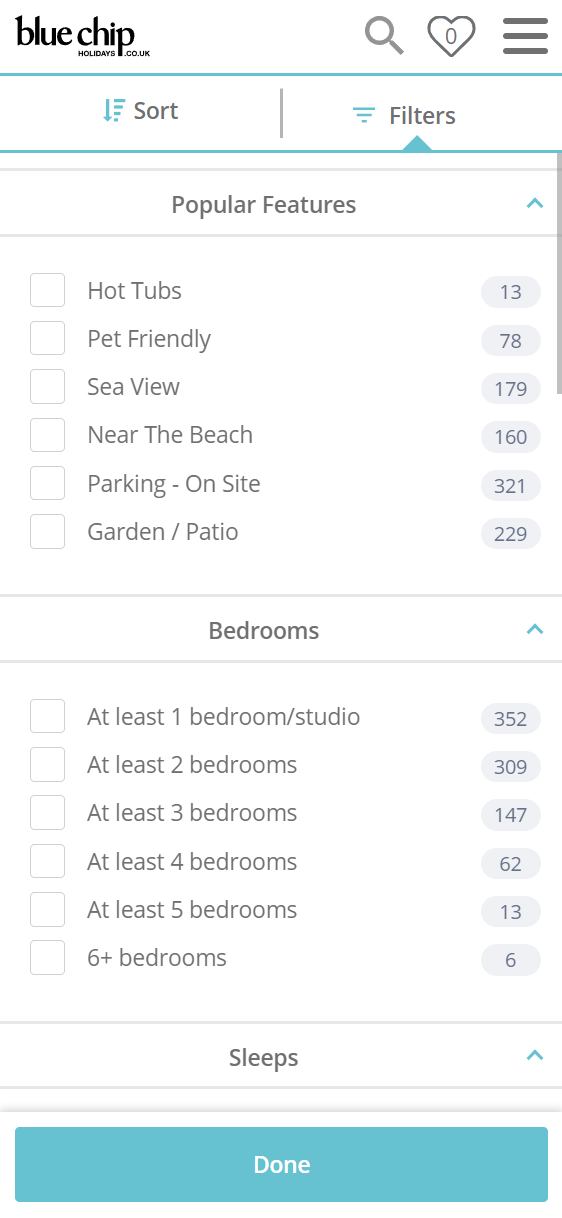 blue chip
HOLIDAYS .CO.UK
0
Sort
Filters
Popular Features
Hot Tubs 13
Pet Friendly 78
Sea View 179
Near The Beach 160
Parking - On Site 321
Garden / Patio 229
Bedrooms
At least 1 bedroom/studio 352
At least 2 bedrooms 309
At least 3 bedrooms 147
At least 4 bedrooms 62
At least 5 bedrooms 13
6+ bedrooms 6
Sleeps
Done